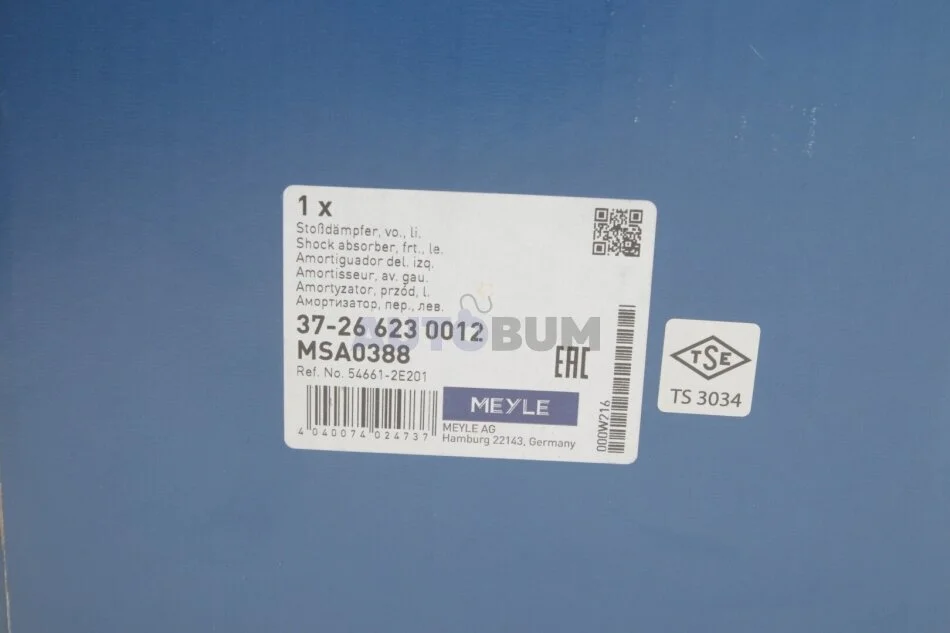 1 x
Stoßdämpfer, vo., li.
Shock absorber, frt., le.
Amortiguador del. izq.
Amortisseur, av. gau.
Amortyzator, przód, l.
Амортизатор, пер., лев.
37-26 623 0012
AUTOBUM
MSA0388
EAC
Ref. No. 54661-2E201
MEYLE
MEYLE AG
Hamburg 22143, Germany
4 040074 024737
000W216
TSE
TS 3034